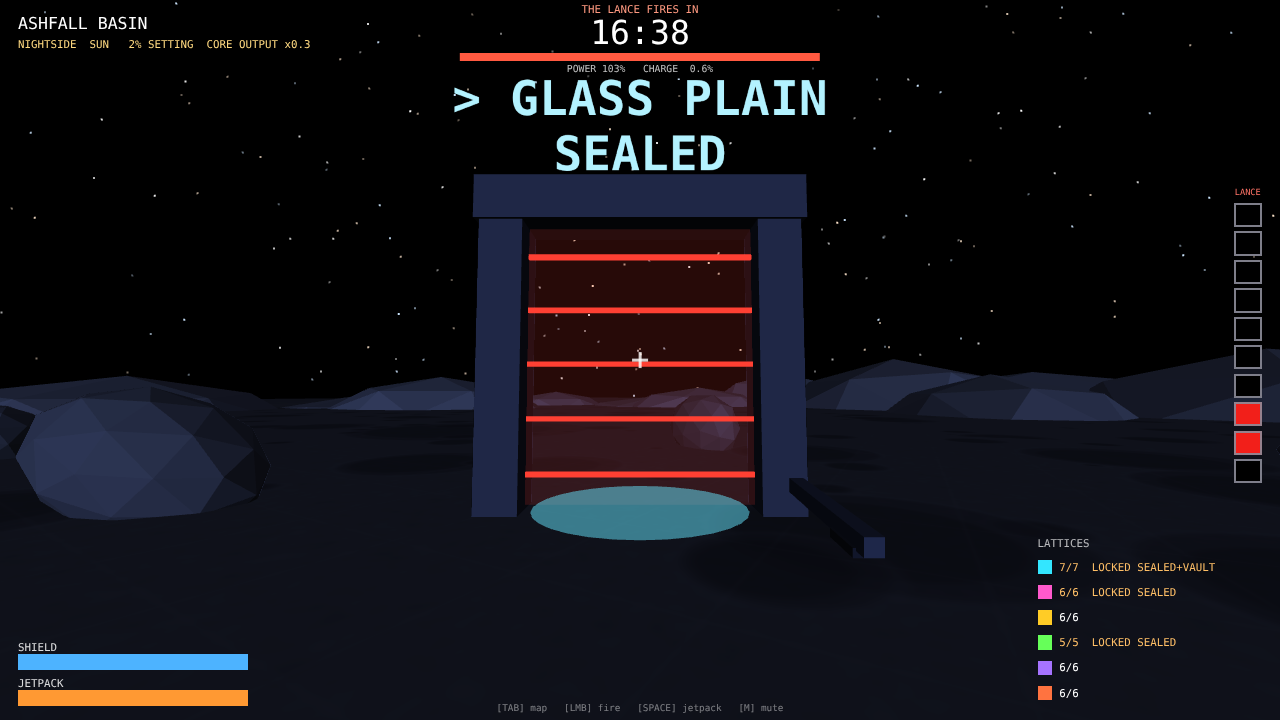 ASHFALL BASIN
NIGHTSIDE SUN 2% SETTING CORE OUTPUT x0.3
THE LANCE FIRES IN
16:38
POWER 103% CHARGE 0.6%
> GLASS PLAIN
SEALED
LANCE
LATTICES
7/7 LOCKED SEALED+VAULT
6/6 LOCKED SEALED
6/6
5/5 LOCKED SEALED
6/6
6/6
SHIELD
JETPACK
[TAB] map [LMB] fire [SPACE] jetpack [M] mute